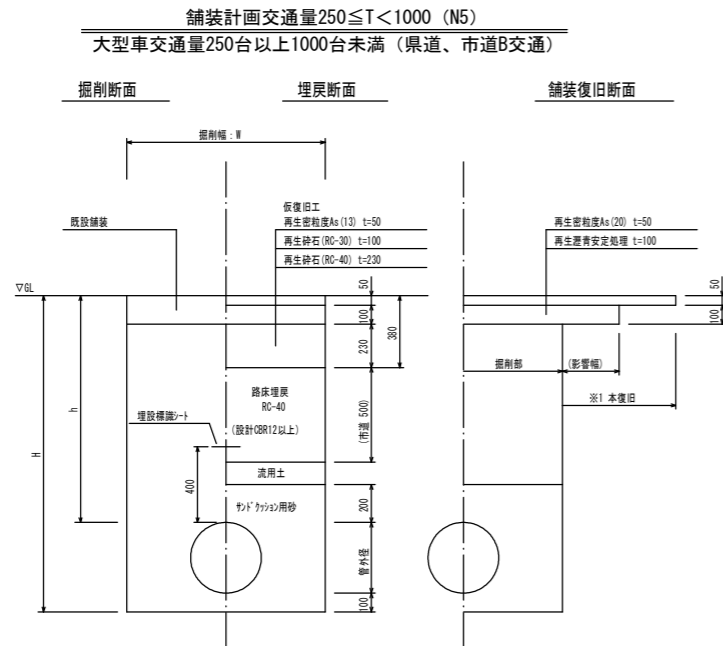 舗装計画交通量250≦T<1000（N5）
大型車交通量250台以上1000台未満（県道、市道B交通）
掘削断面
埋戻断面
舗装復旧断面
掘削幅：W
仮復旧工
既設舗装
再生密粒度As(13) t=50
再生砕石(RC-30) t=100
再生砕石(RC-40) t=230
再生密粒度As(20) t=50
再生瀝青安定処理 t=100
▽GL
50
100
230
380
50
100
掘削部
(影響幅)
※1 本復旧
路床埋戻
RC-40
(設計CBR12以上)
(市道 500)
埋設標識シート
流用土
400
h
H
サンドクッション用砂
200
管外径
100